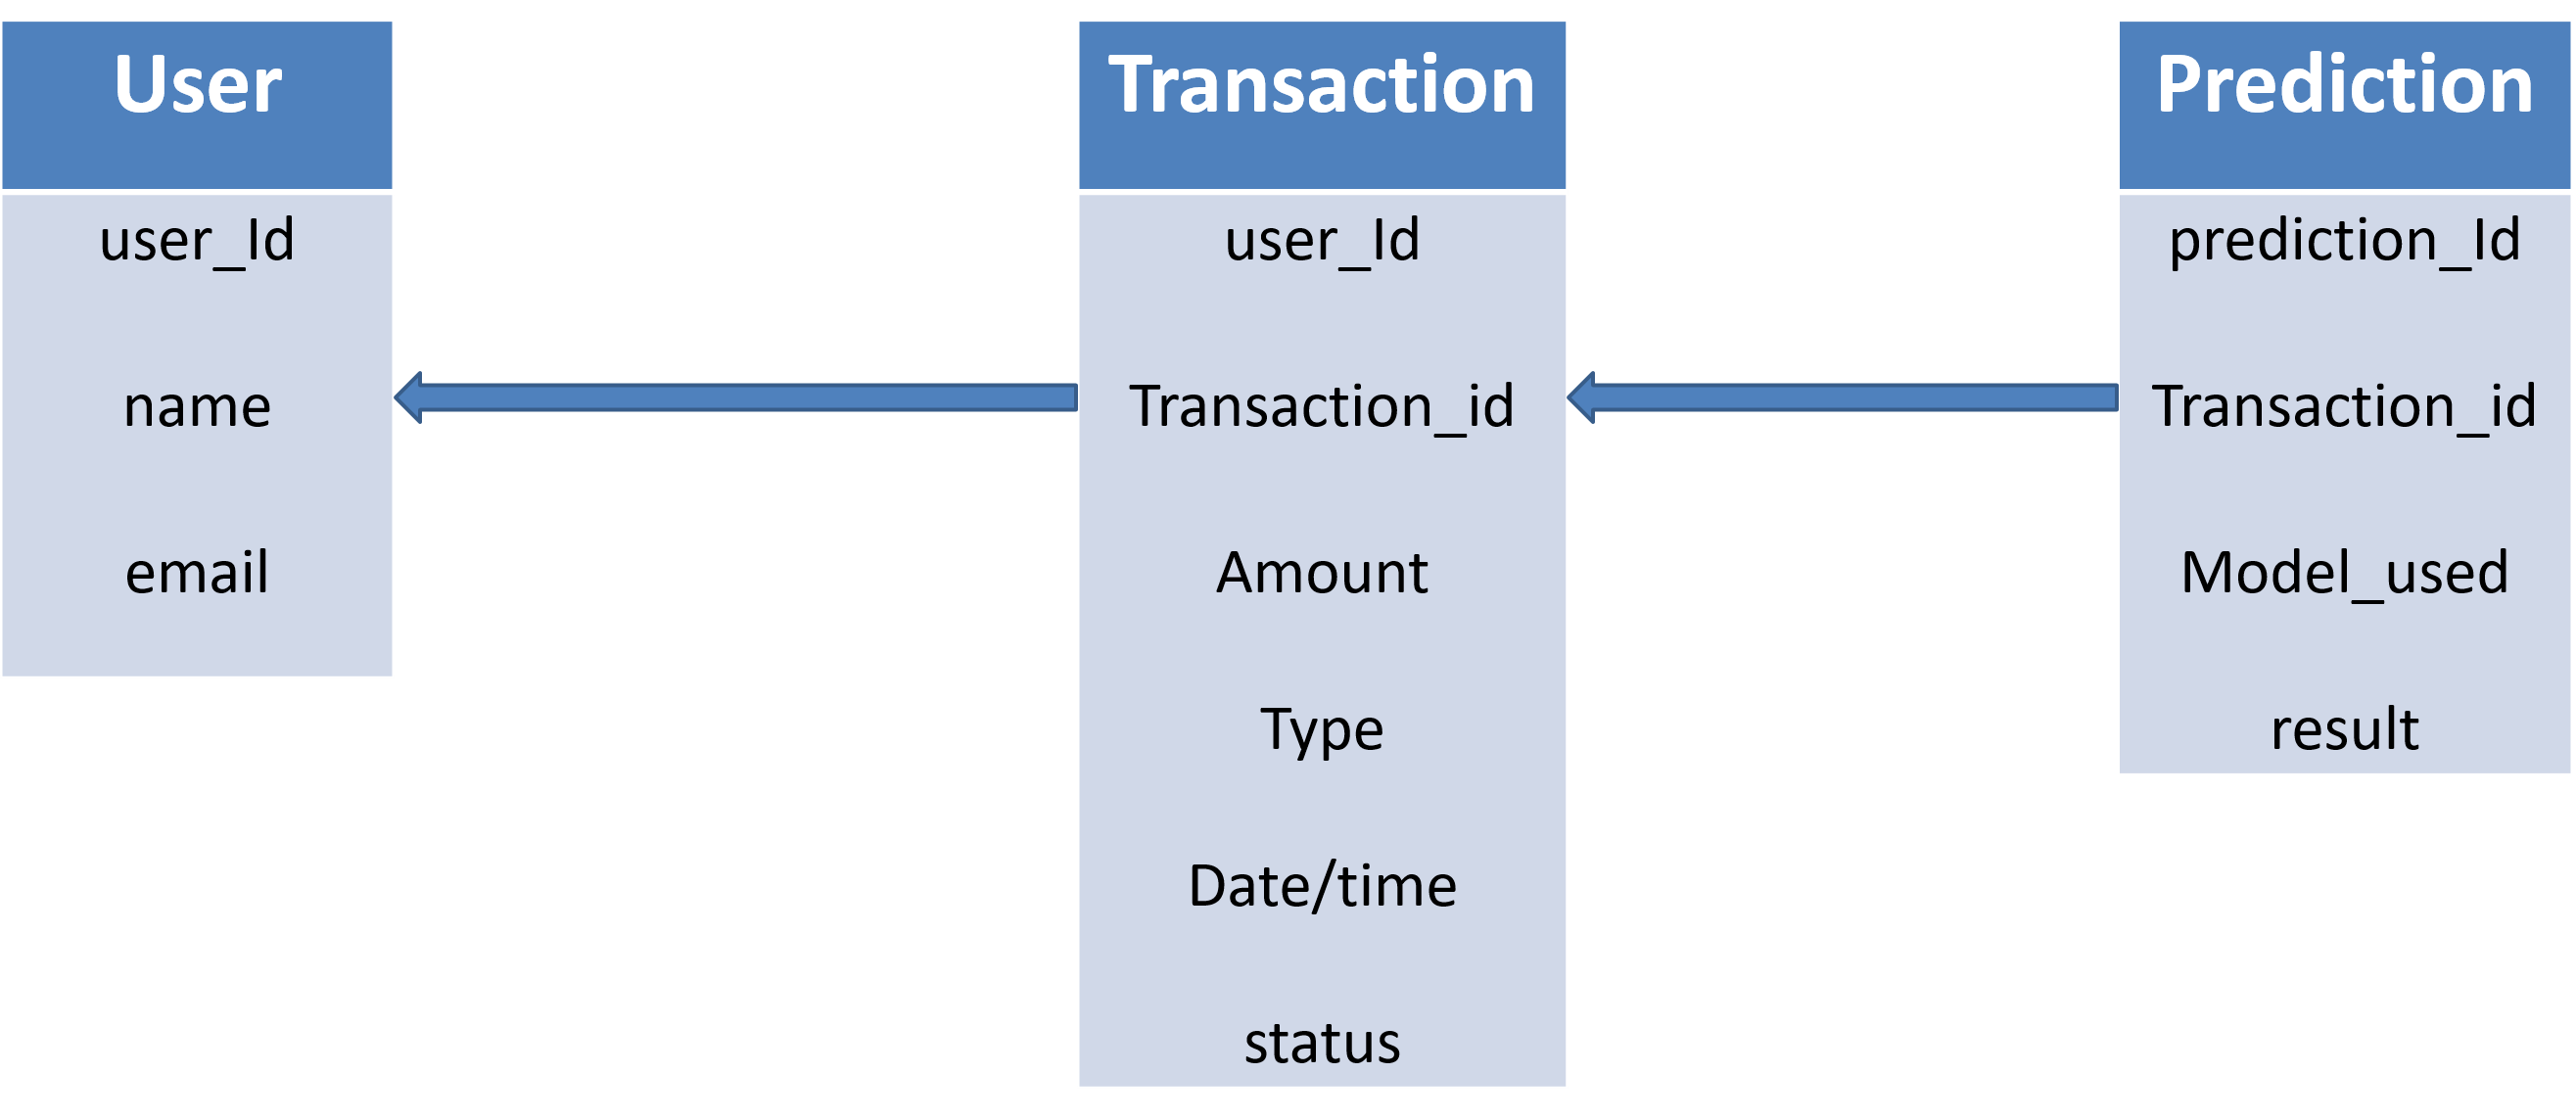 User
user_Id
name
email
Transaction
user_Id
Transaction_id
Amount
Type
Date/time
status
Prediction
prediction_Id
Transaction_id
Model_used
result